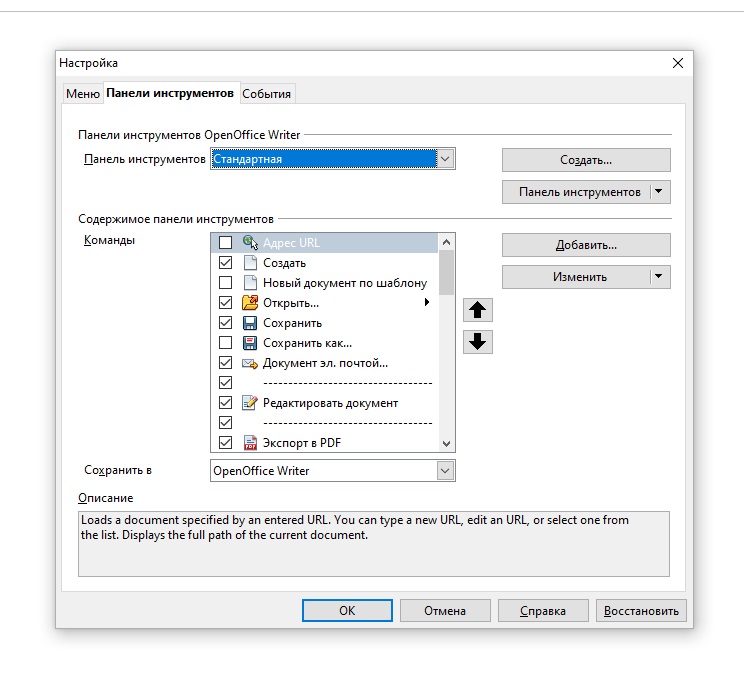 Настройка
Меню Панели инструментов События
Панели инструментов OpenOffice Writer
Панель инструментов Стандартная Создать...
Панель инструментов
Содержимое панели инструментов
Команды Адрес URL Добавить...
Создать
Новый документ по шаблону Изменить
Открыть...
Сохранить
Сохранить как...
Документ эл. почтой...
---------------------------------
Редактировать документ
---------------------------------
Экспорт в PDF
Сохранить в OpenOffice Writer
Описание
Loads a document specified by an entered URL. You can type a new URL, edit an URL, or select one from
the list. Displays the full path of the current document.
ОК Отмена Справка Восстановить